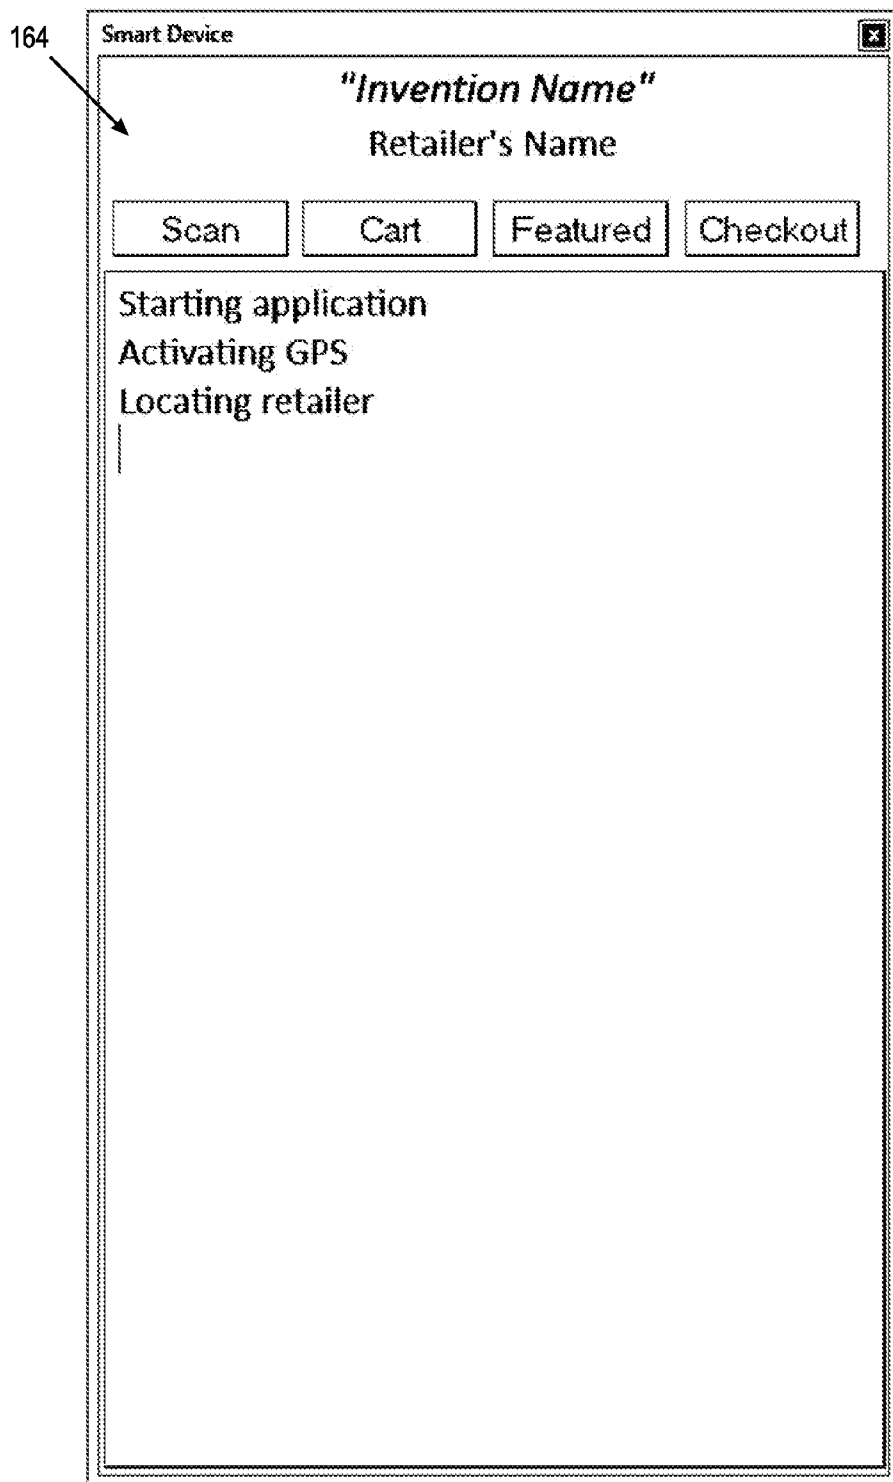 164
Smart Device
"Invention Name"
Retailer's Name
Scan Cart Featured Checkout
Starting application
Activating GPS
Locating retailer